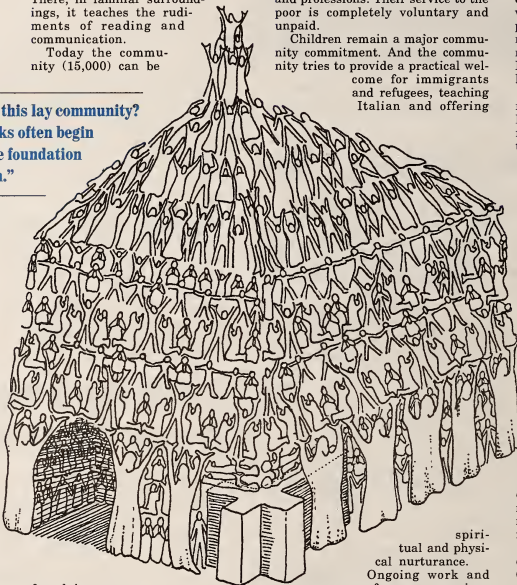 There, in familiar surround-
ings, it teaches the rudi-
ments of reading and
communication.
Today the commu-
nity (15,000) can be
this lay community?
ks often begin
e foundation
."
and professions. Their service to the
poor is completely voluntary and
unpaid.
Children remain a major commu-
nity commitment. And the commu-
nity tries to provide a practical wel-
come for immigrants
and refugees, teaching
Italian and offering
spiri-
tual and physi-
cal nurturance.
Ongoing work and